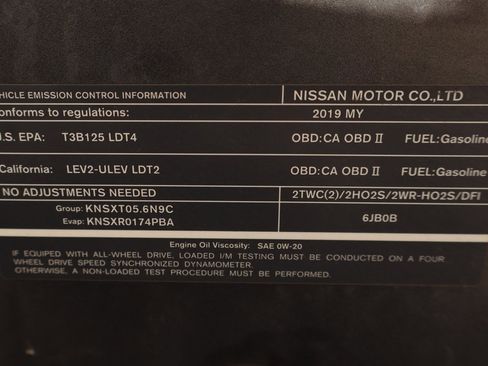 HICLE EMISSION CONTROL INFORMATION NISSAN MOTOR CO.,LTD
onforms to regulations: 2019 MY
.S. EPA: T3B125 LDT4 OBD:CA OBD II FUEL:Gasoline
California: LEV2-ULEV LDT2 OBD:CA OBD II FUEL:Gasoline
NO ADJUSTMENTS NEEDED 2TWC(2)/2HO2S/2WR-HO2S/DFI
Group: KNSXT05.6N9C
Evap: KNSXR0174PBA 6JB0B
Engine Oil Viscosity: SAE 0W-20
IF EQUIPED WITH ALL-WHEEL DRIVE, LOADED I/M TESTING MUST BE CONDUCTED ON A FOUR
WHEEL DRIVE SPEED SYNCHRONIZED DYNAMOMETER.
OTHERWISE, A NON-LOADED TEST PROCEDURE MUST BE PERFORMED.